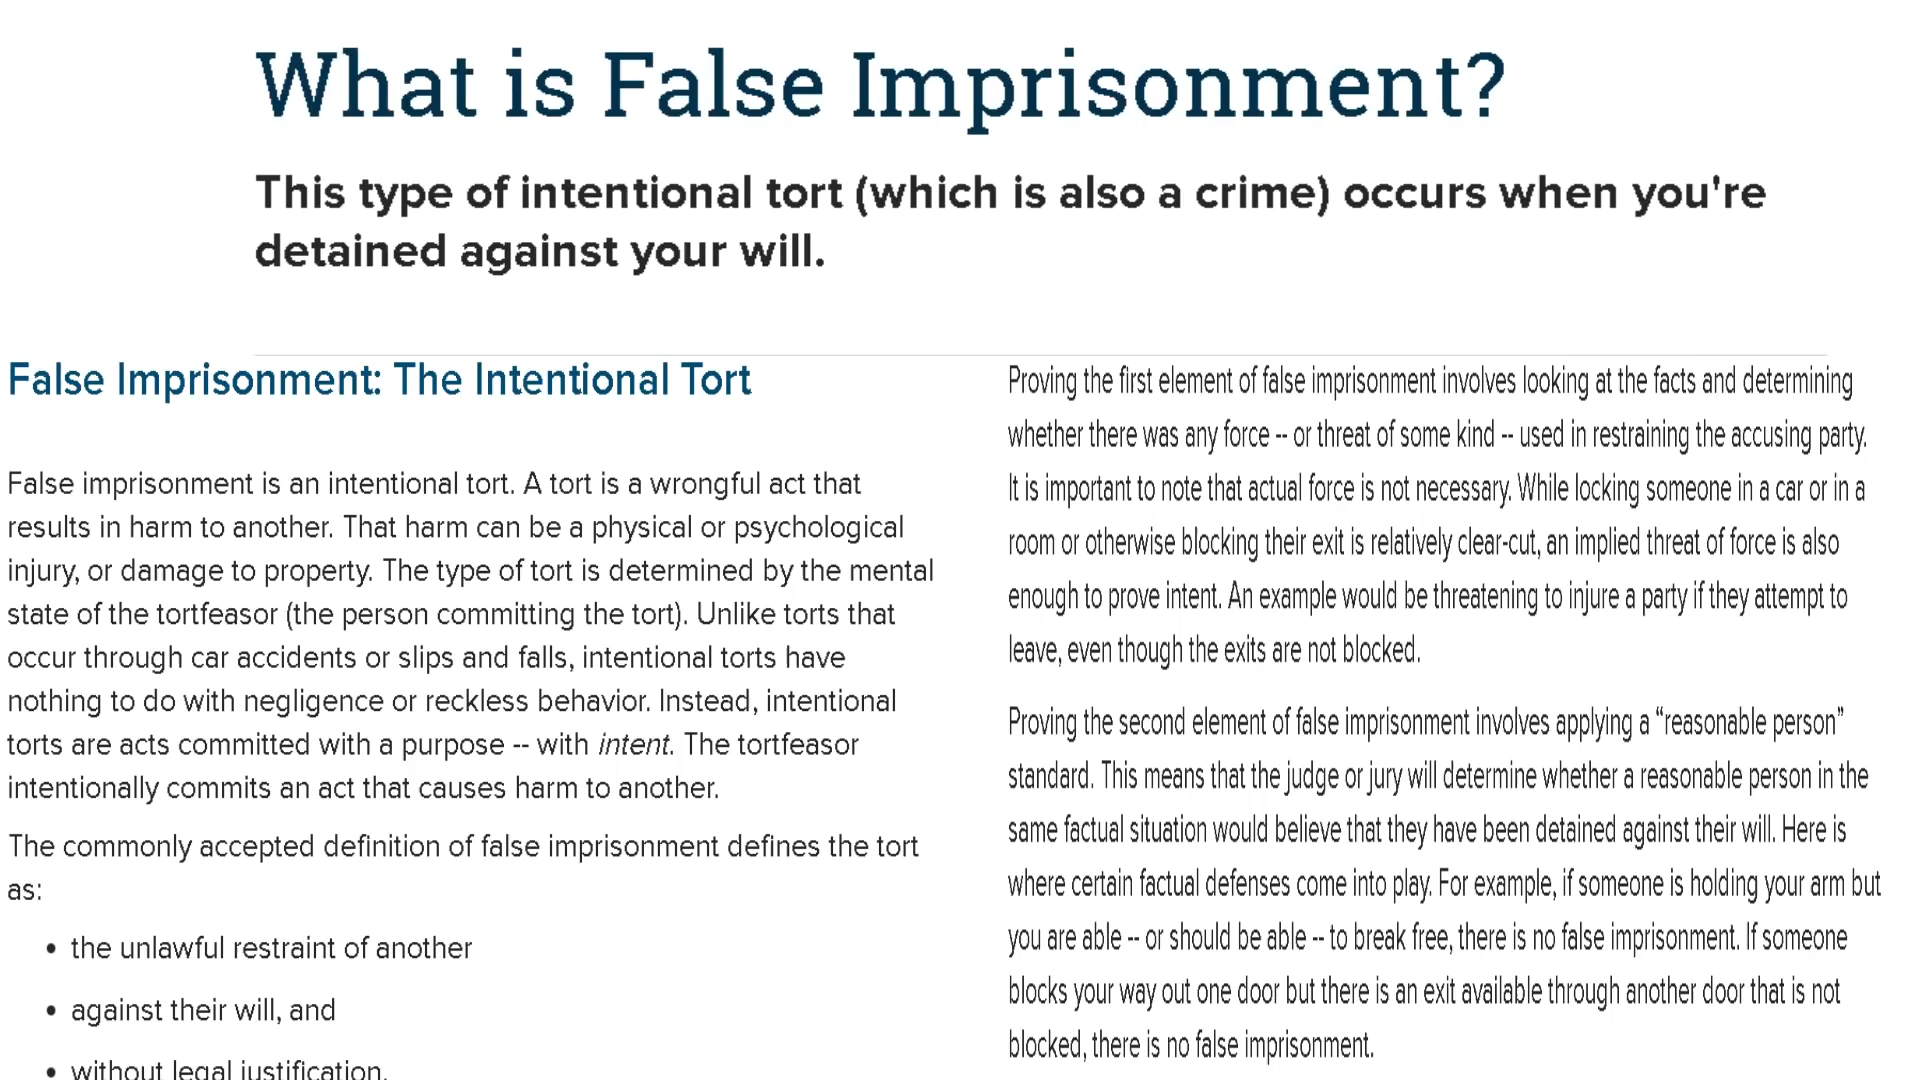 What is False Imprisonment?
This type of intentional tort (which is also a crime) occurs when you're
detained against your will.
False Imprisonment: The Intentional Tort
False imprisonment is an intentional tort. A tort is a wrongful act that
results in harm to another. That harm can be a physical or psychological
injury, or damage to property. The type of tort is determined by the mental
state of the tortfeasor (the person committing the tort). Unlike torts that
occur through car accidents or slips and falls, intentional torts have
nothing to do with negligence or reckless behavior. Instead, intentional
torts are acts committed with a purpose -- with intent. The tortfeasor
intentionally commits an act that causes harm to another.
The commonly accepted definition of false imprisonment defines the tort
as:
• the unlawful restraint of another
• against their will, and
• without legal justification.
Proving the first element of false imprisonment involves looking at the facts and determining
whether there was any force -- or threat of some kind -- used in restraining the accusing party.
It is important to note that actual force is not necessary. While locking someone in a car or in a
room or otherwise blocking their exit is relatively clear-cut, an implied threat of force is also
enough to prove intent. An example would be threatening to injure a party if they attempt to
leave, even though the exits are not blocked.
Proving the second element of false imprisonment involves applying a “reasonable person”
standard. This means that the judge or jury will determine whether a reasonable person in the
same factual situation would believe that they have been detained against their will. Here is
where certain factual defenses come into play. For example, if someone is holding your arm but
you are able -- or should be able -- to break free, there is no false imprisonment. If someone
blocks your way out one door but there is an exit available through another door that is not
blocked, there is no false imprisonment.